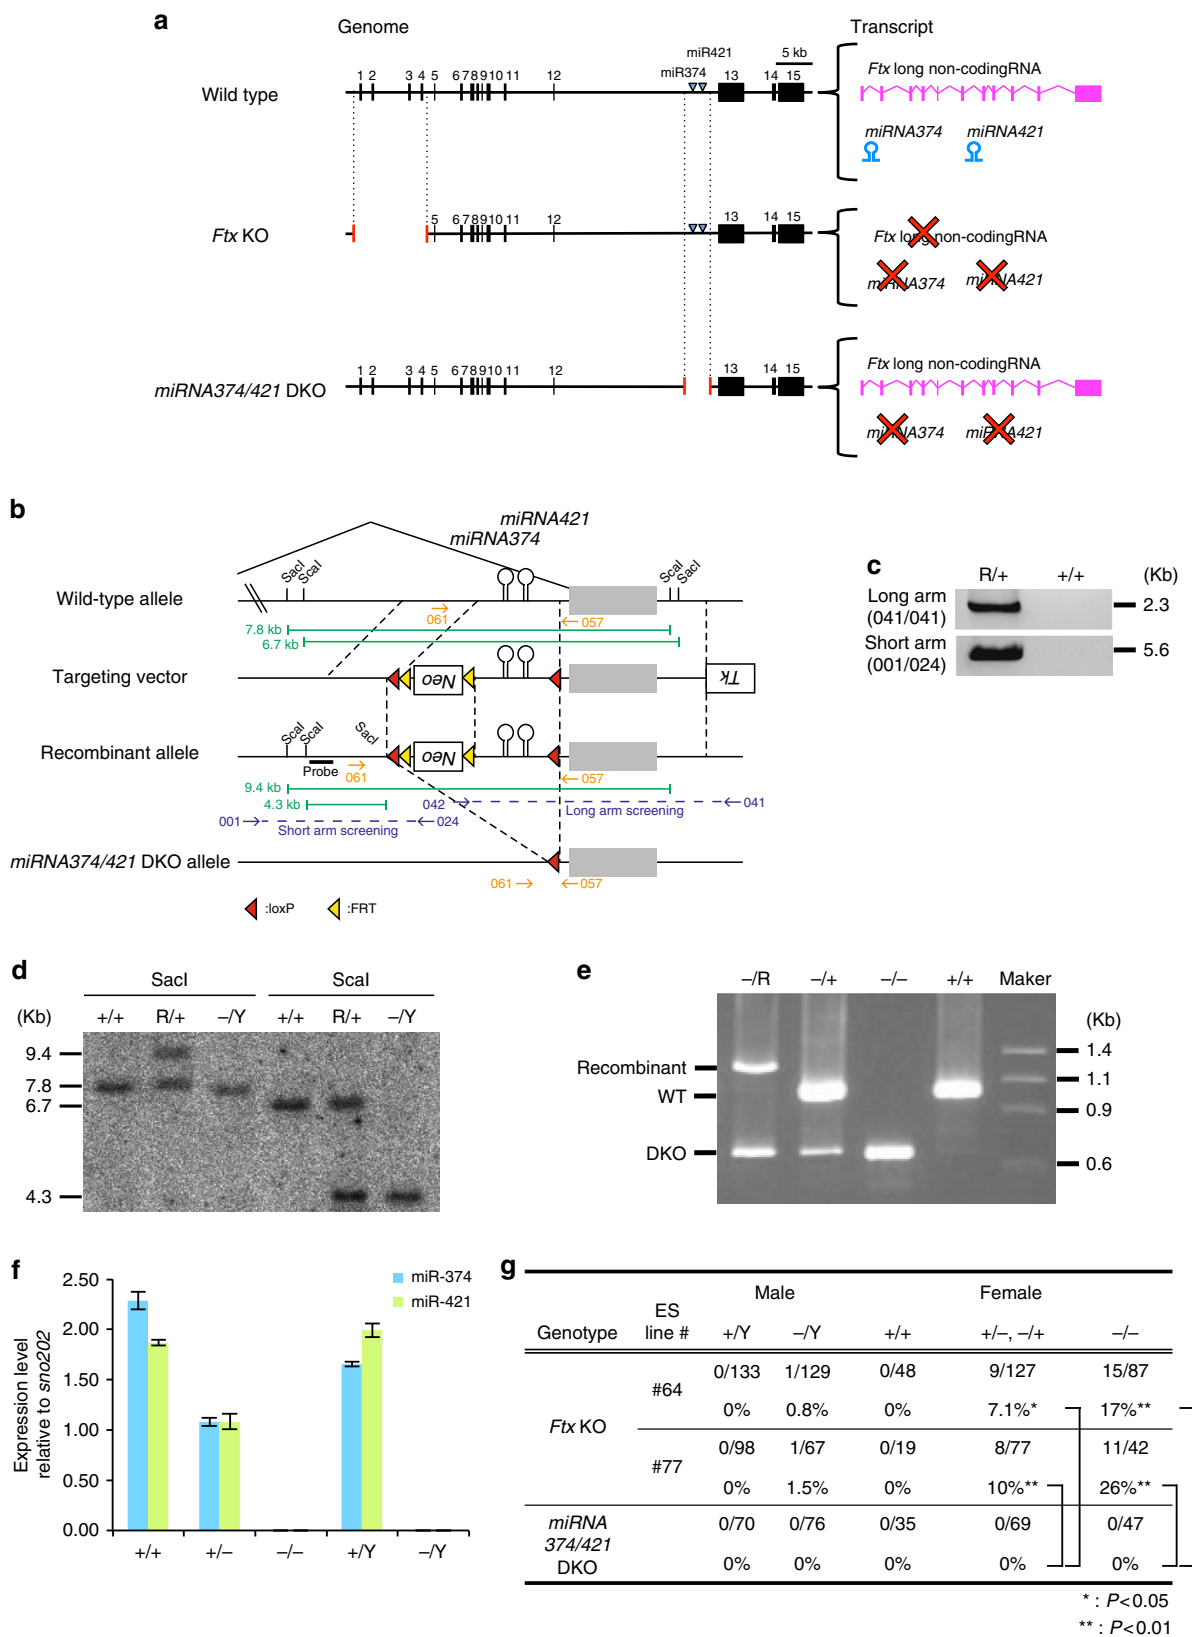 a
Genome
Transcript
miR421
5 kb
miR374
1 2 3 4 5 6 7 8 9 10 11 12 13 14 15
Wild type
Ftx long non-codingRNA
miRNA374 miRNA421
5 6 7 8 9 10 11 12 13 14 15
Ftx KO
Ftx long non-codingRNA
miRNA374 miRNA421
1 2 3 4 5 6 7 8 9 10 11 12 13 14 15
miRNA374/421 DKO
Ftx long non-codingRNA
miRNA374 miRNA421
b
miRNA421
miRNA374
SacI ScaI ScaI SacI
Wild-type allele
061 057
7.8 kb
6.7 kb
Targeting vector
Neo
Tk
ScaI ScaI SacI
Recombinant allele
Neo
Probe
061 057
9.4 kb
4.3 kb
042 Long arm screening 041
001 Short arm screening 024
miRNA374/421 DKO allele
061 057
:loxP :FRT
c
R/+ +/+ (Kb)
Long arm (041/041) 2.3
Short arm (001/024) 5.6
d
SacI ScaI
(Kb) +/+ R/+ –/Y +/+ R/+ –/Y
9.4
7.8
6.7
4.3
e
–/R –/+ –/– +/+ Maker
(Kb)
Recombinant
WT
DKO
1.4
1.1
0.9
0.6
f
Expression level relative to sno202
2.50
2.00
1.50
1.00
0.50
0.00
miR-374
miR-421
+/+ +/– –/– +/Y –/Y
g
Male Female
Genotype ES line # +/Y –/Y +/+ +/–, –/+ –/–
Ftx KO
#64
0/133 1/129 0/48 9/127 15/87
0% 0.8% 0% 7.1%* 17%**
#77
0/98 1/67 0/19 8/77 11/42
0% 1.5% 0% 10%** 26%**
miRNA 374/421 DKO
0/70 0/76 0/35 0/69 0/47
0% 0% 0% 0% 0%
* : P<0.05
** : P<0.01